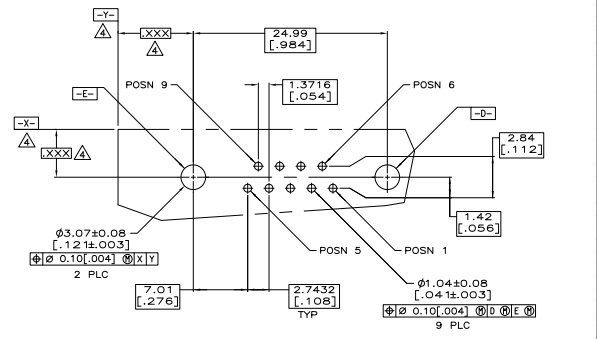 -Y-
4
.XXX
4
24.99
[.984]
POSN 9
1.3716
[.054]
POSN 6
-E-
-D-
-X-
4
.XXX 4
2.84
[.112]
1.42
[.056]
Ø3.07±0.08
[.121±.003]
⌖ Ø 0.10[.004] Ⓜ X Y
2 PLC
POSN 5
POSN 1
7.01
[.276]
2.7432
[.108]
TYP
Ø1.04±0.08
[.041±.003]
⌖ Ø 0.10[.004] Ⓜ D Ⓜ E Ⓜ
9 PLC